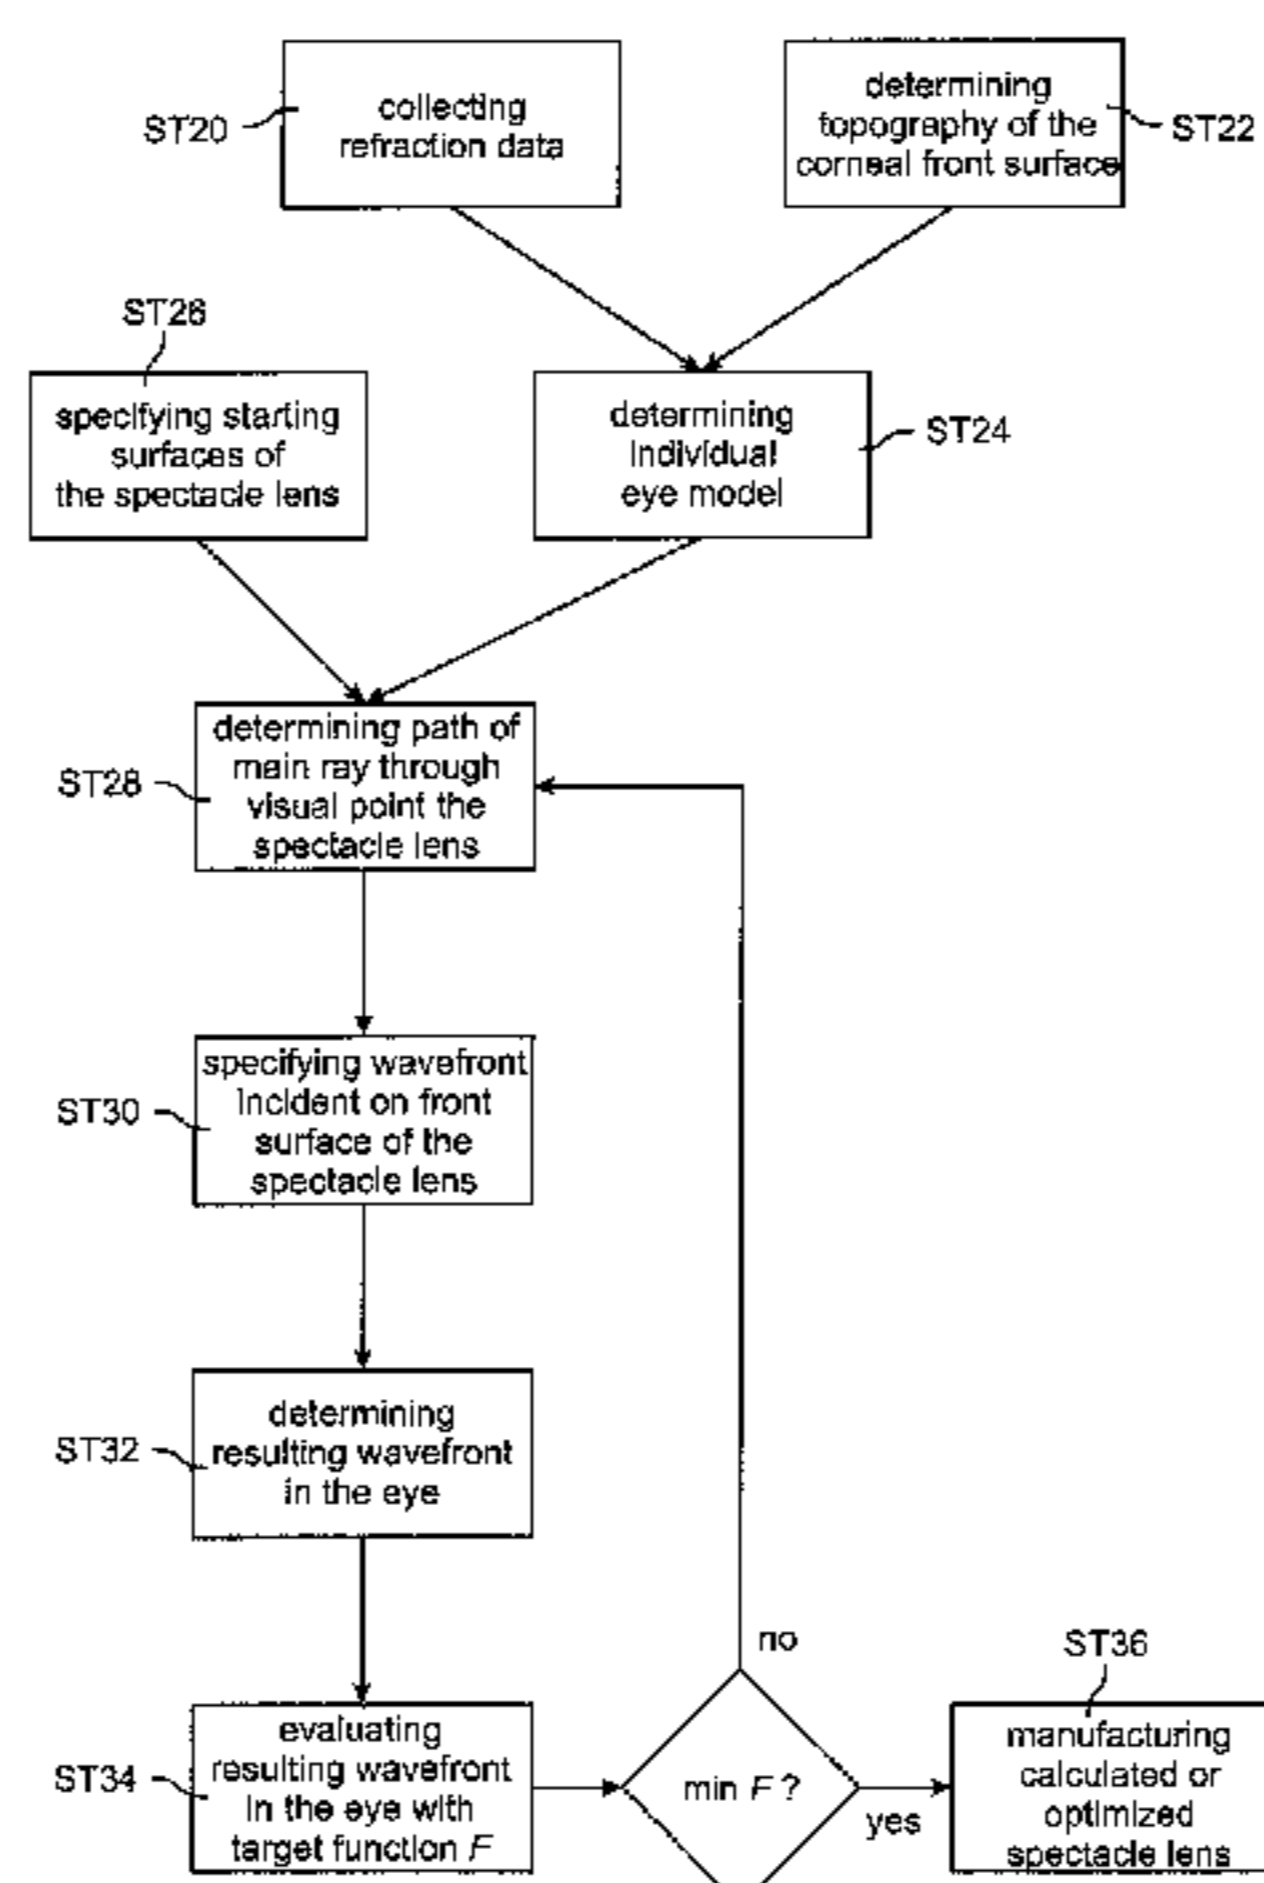 collecting
refraction data
ST20
determining
topography of the
corneal front surface
ST22
ST26
specifying starting
surfaces of
the spectacle lens
determining
individual
eye model
ST24
determining path of
main ray through
visual point the
spectacle lens
ST28
specifying wavefront
incident on front
surface of the
spectacle lens
ST30
determining
resulting wavefront
in the eye
ST32
no
ST36
evaluating
resulting wavefront
in the eye with
target function F
ST34
min F ?
yes
manufacturing
calculated or
optimized
spectacle lens